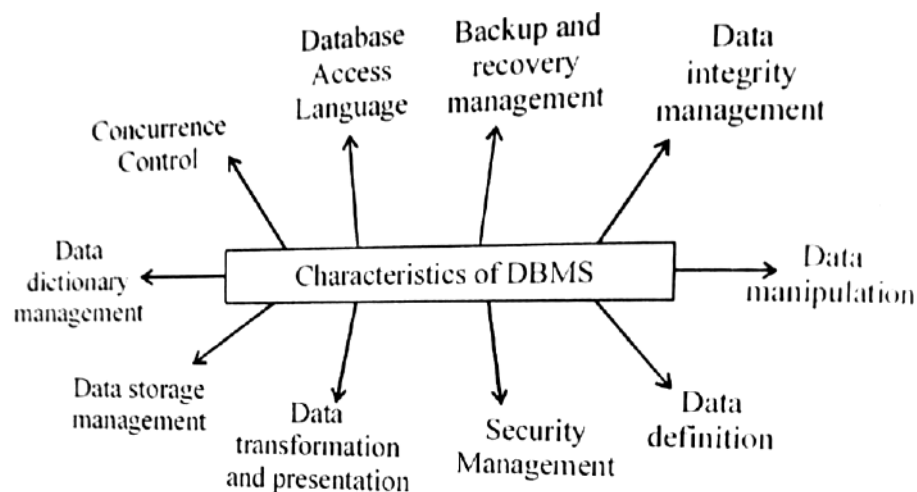 Database
Access
Language
Backup and
recovery
management
Data
integrity
management
Concurrence
Control
Data
dictionary
management
Characteristics of DBMS
Data
manipulation
Data storage
management
Data
transformation
and presentation
Security
Management
Data
definition